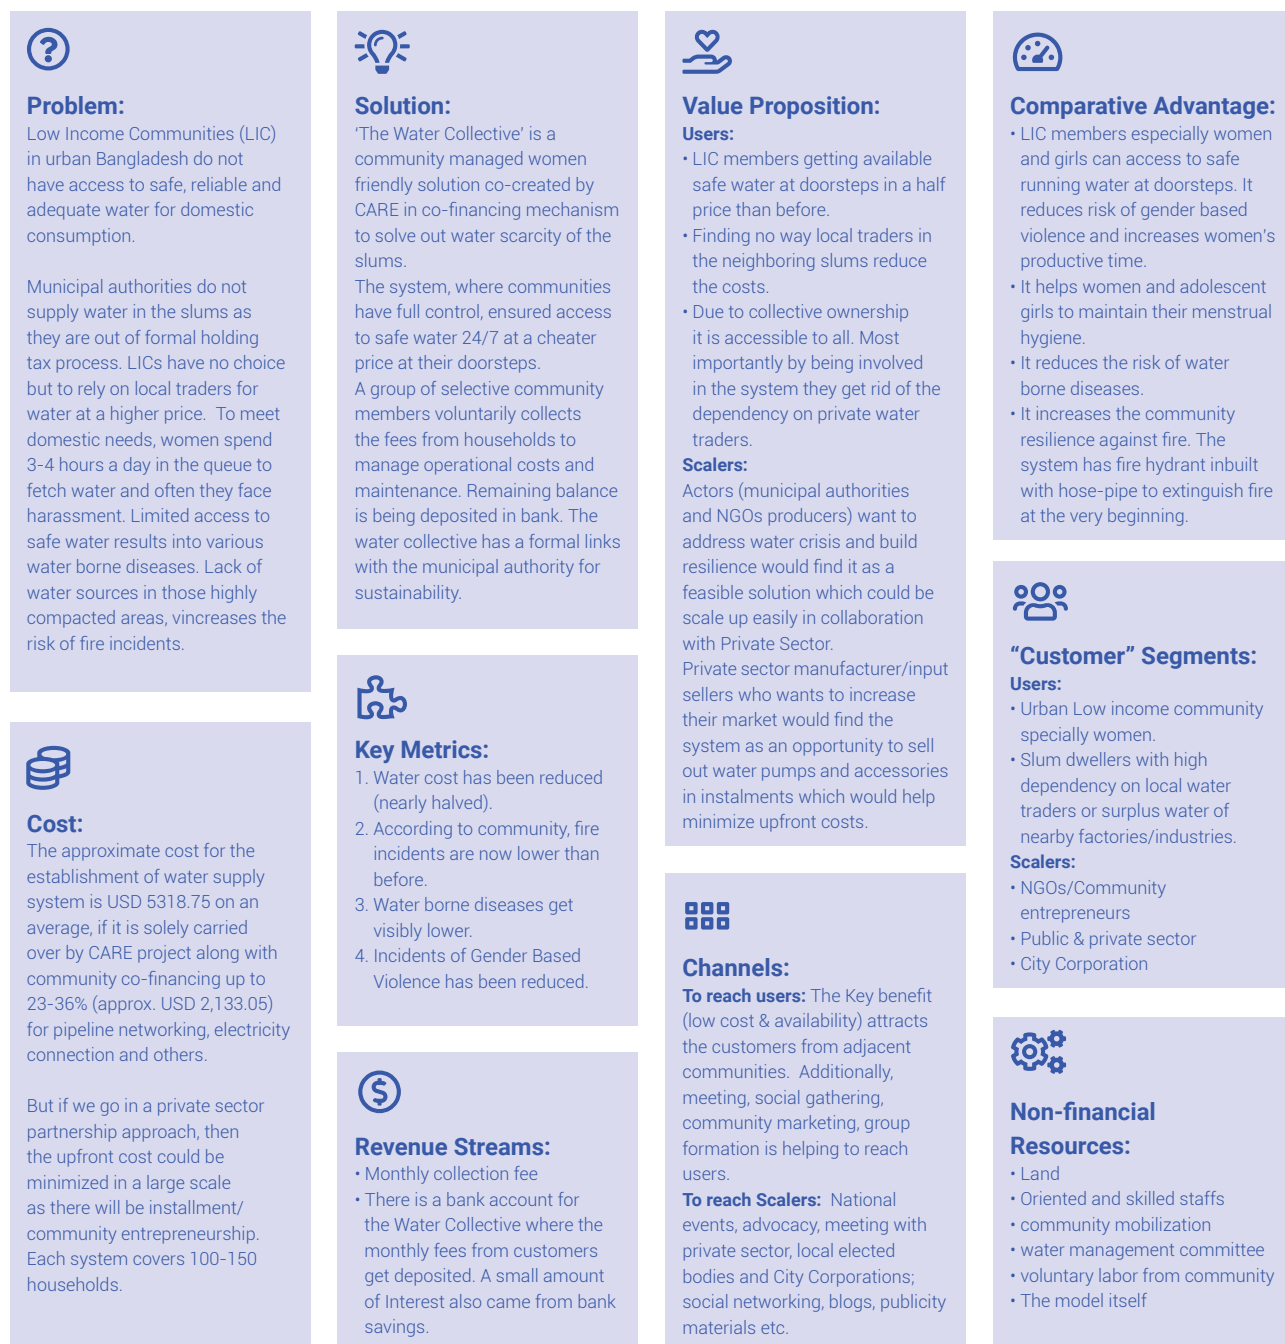 Problem:
Low Income Communities (LIC)
in urban Bangladesh do not
have access to safe, reliable and
adequate water for domestic
consumption.
Municipal authorities do not
supply water in the slums as
they are out of formal holding
tax process. LICs have no choice
but to rely on local traders for
water at a higher price.  To meet
domestic needs, women spend
3-4 hours a day in the queue to
fetch water and often they face
harassment. Limited access to
safe water results into various
water borne diseases. Lack of
water sources in those highly
compacted areas, vincreases the
risk of fire incidents.
Cost:
The approximate cost for the
establishment of water supply
system is USD 5318.75 on an
average, if it is solely carried
over by CARE project along with
community co-financing up to
23-36% (approx. USD 2,133.05)
for pipeline networking, electricity
connection and others.
But if we go in a private sector
partnership approach, then
the upfront cost could be
minimized in a large scale
as there will be installment/
community entrepreneurship.
Each system covers 100-150
households.
Solution:
‘The Water Collective’ is a
community managed women
friendly solution co-created by
CARE in co-financing mechanism
to solve out water scarcity of the
slums.
The system, where communities
have full control, ensured access
to safe water 24/7 at a cheater
price at their doorsteps.
A group of selective community
members voluntarily collects
the fees from households to
manage operational costs and
maintenance. Remaining balance
is being deposited in bank. The
water collective has a formal links
with the municipal authority for
sustainability.
Key Metrics:
1. Water cost has been reduced
(nearly halved).
2. According to community, fire
incidents are now lower than
before.
3. Water borne diseases get
visibly lower.
4. Incidents of Gender Based
Violence has been reduced.
Revenue Streams:
• Monthly collection fee
• There is a bank account for
the Water Collective where the
monthly fees from customers
get deposited. A small amount
of Interest also came from bank
savings.
Value Proposition:
Users:
• LIC members getting available
safe water at doorsteps in a half
price than before.
• Finding no way local traders in
the neighboring slums reduce
the costs.
• Due to collective ownership
it is accessible to all. Most
importantly by being involved
in the system they get rid of the
dependency on private water
traders.
Scalers:
Actors (municipal authorities
and NGOs producers) want to
address water crisis and build
resilience would find it as a
feasible solution which could be
scale up easily in collaboration
with Private Sector.
Private sector manufacturer/input
sellers who wants to increase
their market would find the
system as an opportunity to sell
out water pumps and accessories
in instalments which would help
minimize upfront costs.
Channels:
To reach users: The Key benefit
(low cost & availability) attracts
the customers from adjacent
communities.  Additionally,
meeting, social gathering,
community marketing, group
formation is helping to reach
users.
To reach Scalers:  National
events, advocacy, meeting with
private sector, local elected
bodies and City Corporations;
social networking, blogs, publicity
materials etc.
Comparative Advantage:
• LIC members especially women
and girls can access to safe
running water at doorsteps. It
reduces risk of gender based
violence and increases women’s
productive time.
• It helps women and adolescent
girls to maintain their menstrual
hygiene.
• It reduces the risk of water
borne diseases.
• It increases the community
resilience against fire. The
system has fire hydrant inbuilt
with hose-pipe to extinguish fire
at the very beginning.
“Customer” Segments:
Users:
• Urban Low income community
specially women.
• Slum dwellers with high
dependency on local water
traders or surplus water of
nearby factories/industries.
Scalers:
• NGOs/Community
entrepreneurs
• Public & private sector
• City Corporation
Non-financial
Resources:
• Land
• Oriented and skilled staffs
• community mobilization
• water management committee
• voluntary labor from community
• The model itself